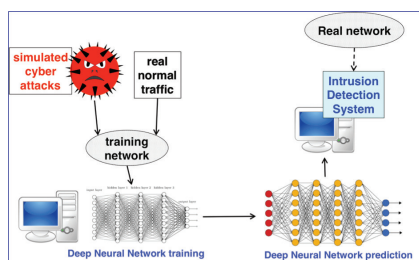 simulated
cyber
attacks
real
normal
traffic
training
network
Deep Neural Network training
Real network
Intrusion
Detection
System
Deep Neural Network prediction